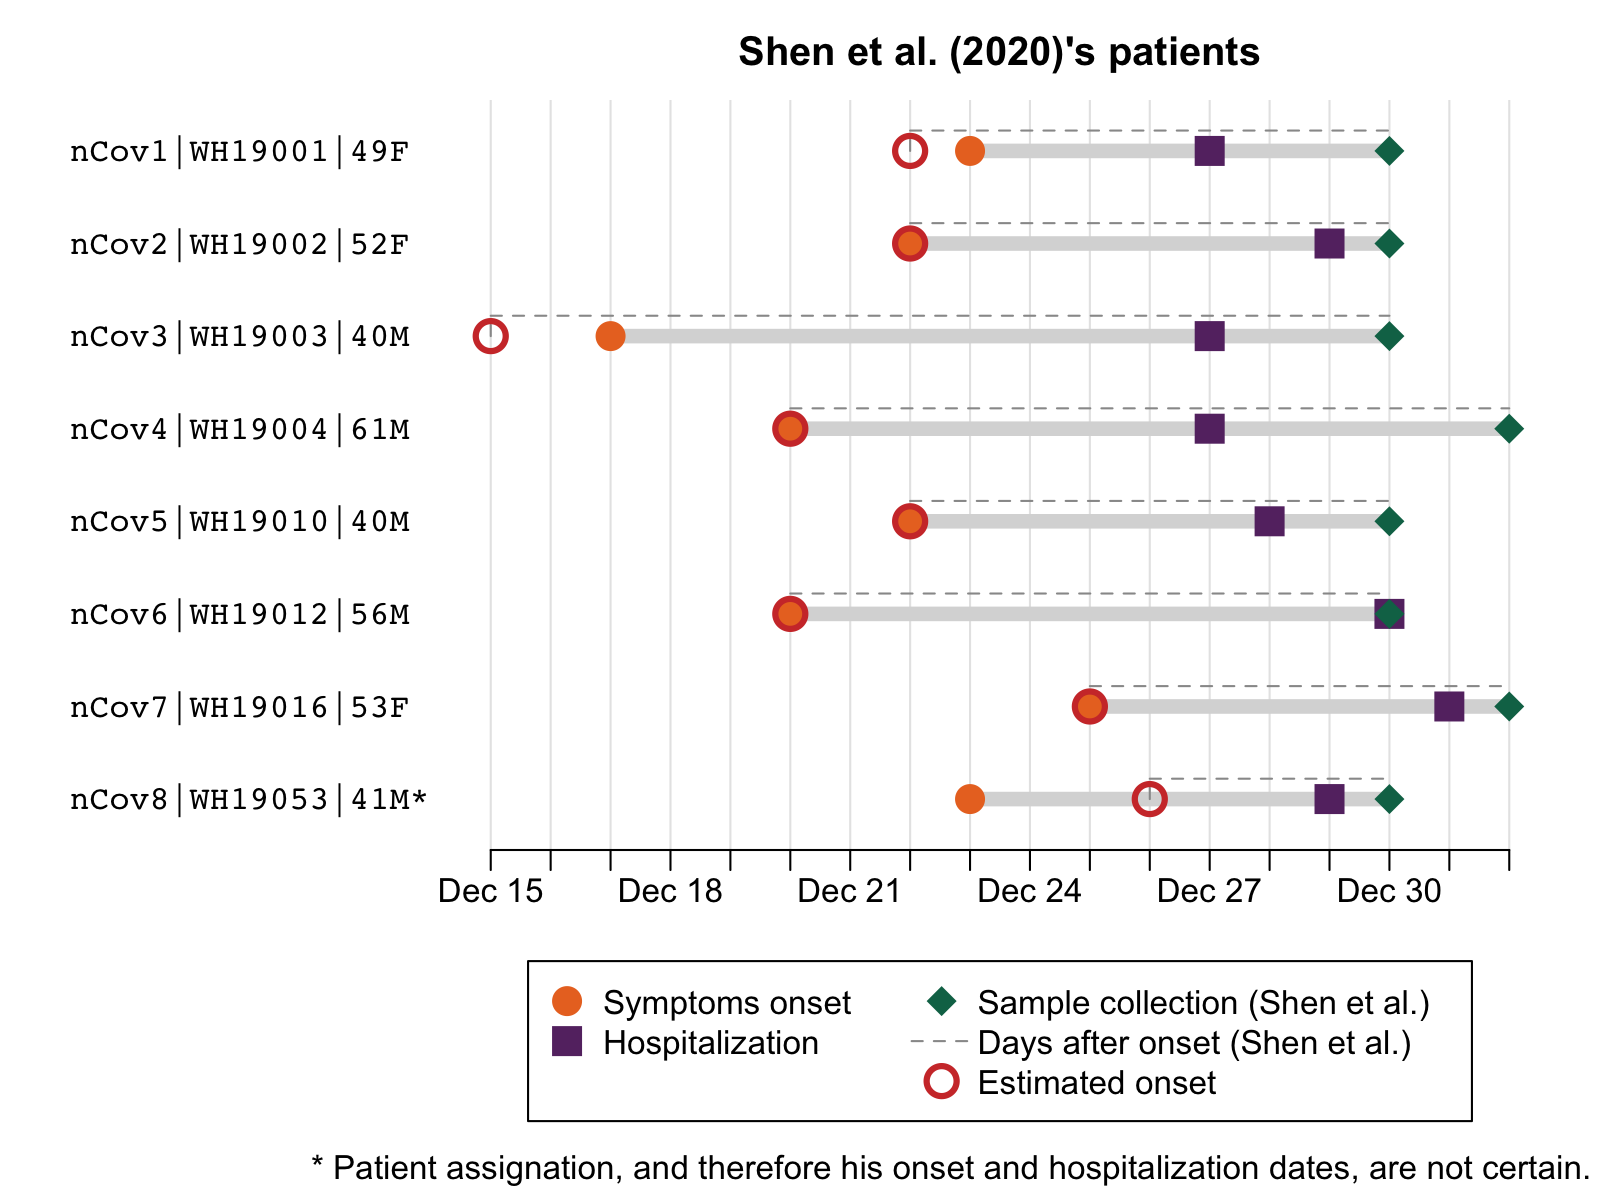 Shen et al. (2020)'s patients
nCov1|WH19001|49F
nCov2|WH19002|52F
nCov3|WH19003|40M
nCov4|WH19004|61M
nCov5|WH19010|40M
nCov6|WH19012|56M
nCov7|WH19016|53F
nCov8|WH19053|41M*
Dec 15 Dec 18 Dec 21 Dec 24 Dec 27 Dec 30
Symptoms onset
Hospitalization
Sample collection (Shen et al.)
Days after onset (Shen et al.)
Estimated onset
* Patient assignation, and therefore his onset and hospitalization dates, are not certain.